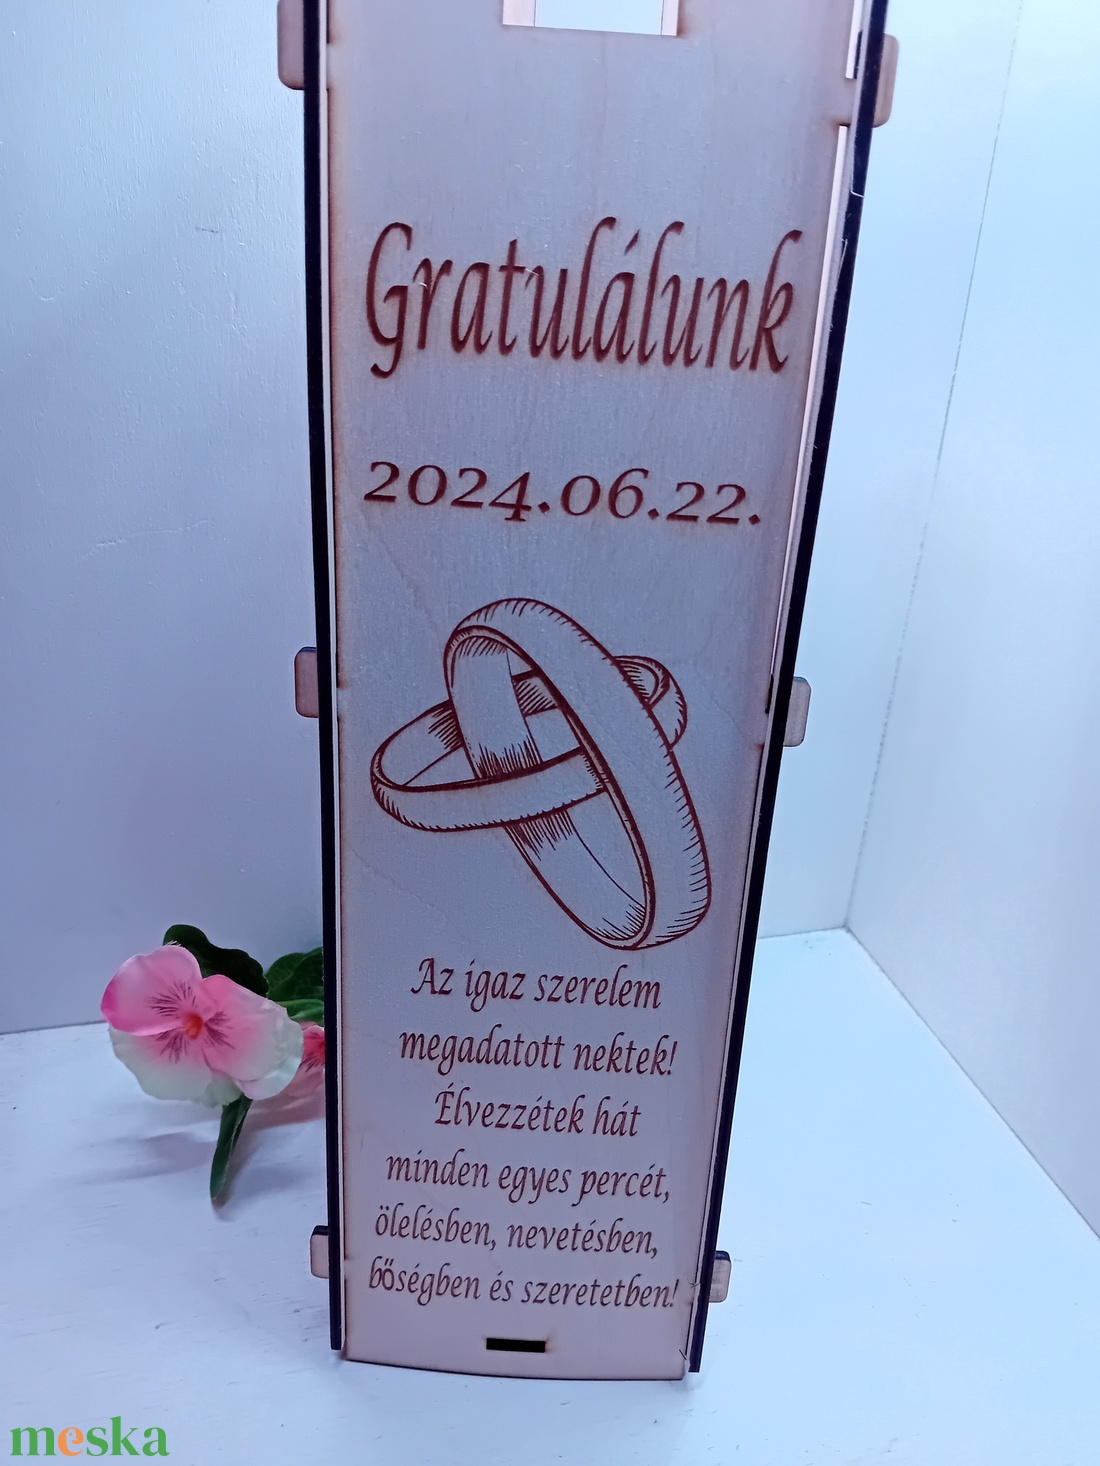 Gratulálunk
2024.06.22.
Az igaz szerelem
megadatott nektek!
Élvezzétek hát
minden egyes percét,
ölelésben, nevetésben,
bőségben és szeretetben!
meska